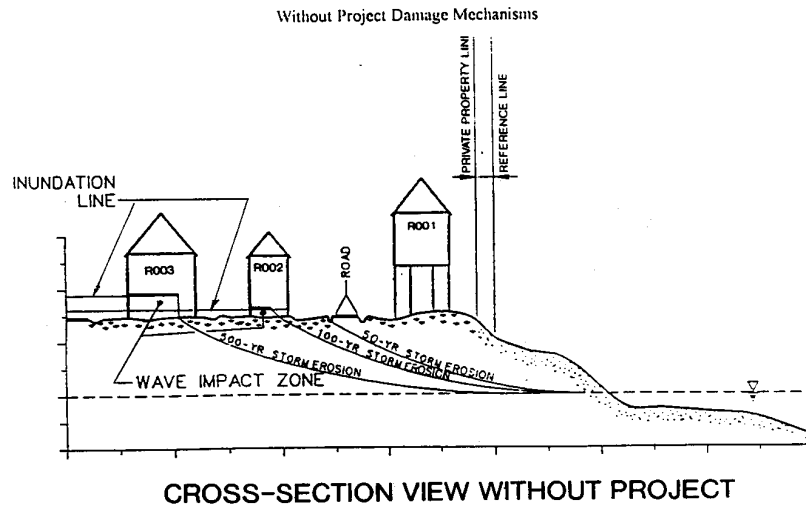 Without Project Damage Mechanisms
PRIVATE PROPERTY LINE
REFERENCE LINE
INUNDATION
LINE
R003
R002
ROAD
R001
500-YR STORM EROSION
100-YR STORM EROSION
50-YR STORM EROSION
WAVE IMPACT ZONE
CROSS-SECTION VIEW WITHOUT PROJECT